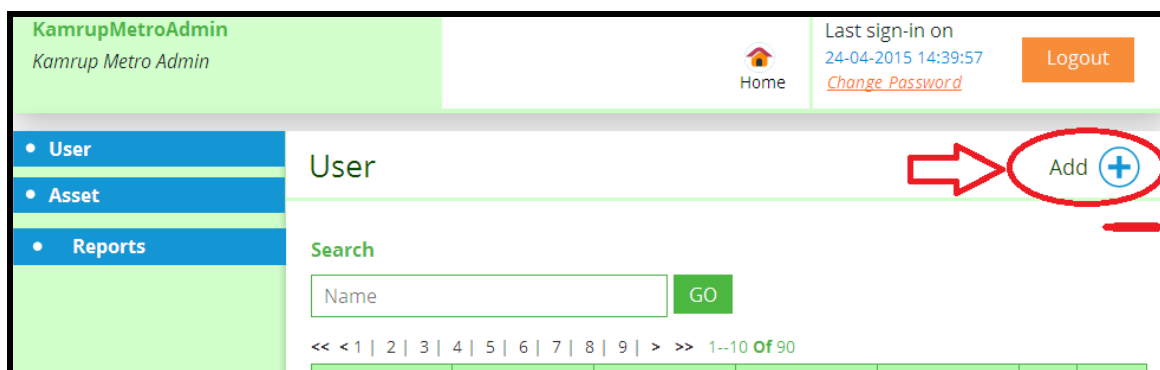 KamrupMetroAdmin
Kamrup Metro Admin
Home
Last sign-in on
24-04-2015 14:39:57
Change Password
Logout
• User
• Asset
• Reports
User
Add
Search
Name
GO
<< < 1 | 2 | 3 | 4 | 5 | 6 | 7 | 8 | 9 | > >> 1--10 Of 90